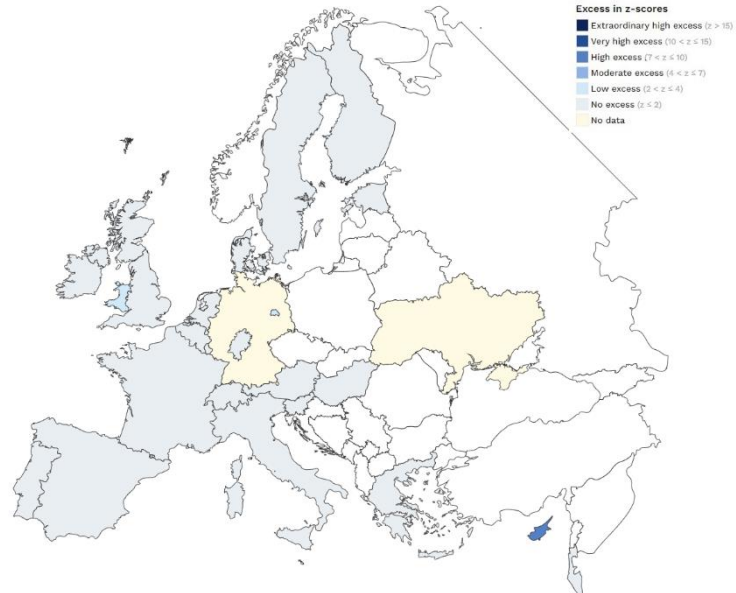 Excess in z-scores
Extraordinary high excess (z > 15)
Very high excess (10 < z ≤ 15)
High excess (7 < z ≤ 10)
Moderate excess (4 < z ≤ 7)
Low excess (2 < z ≤ 4)
No excess (z ≤ 2)
No data